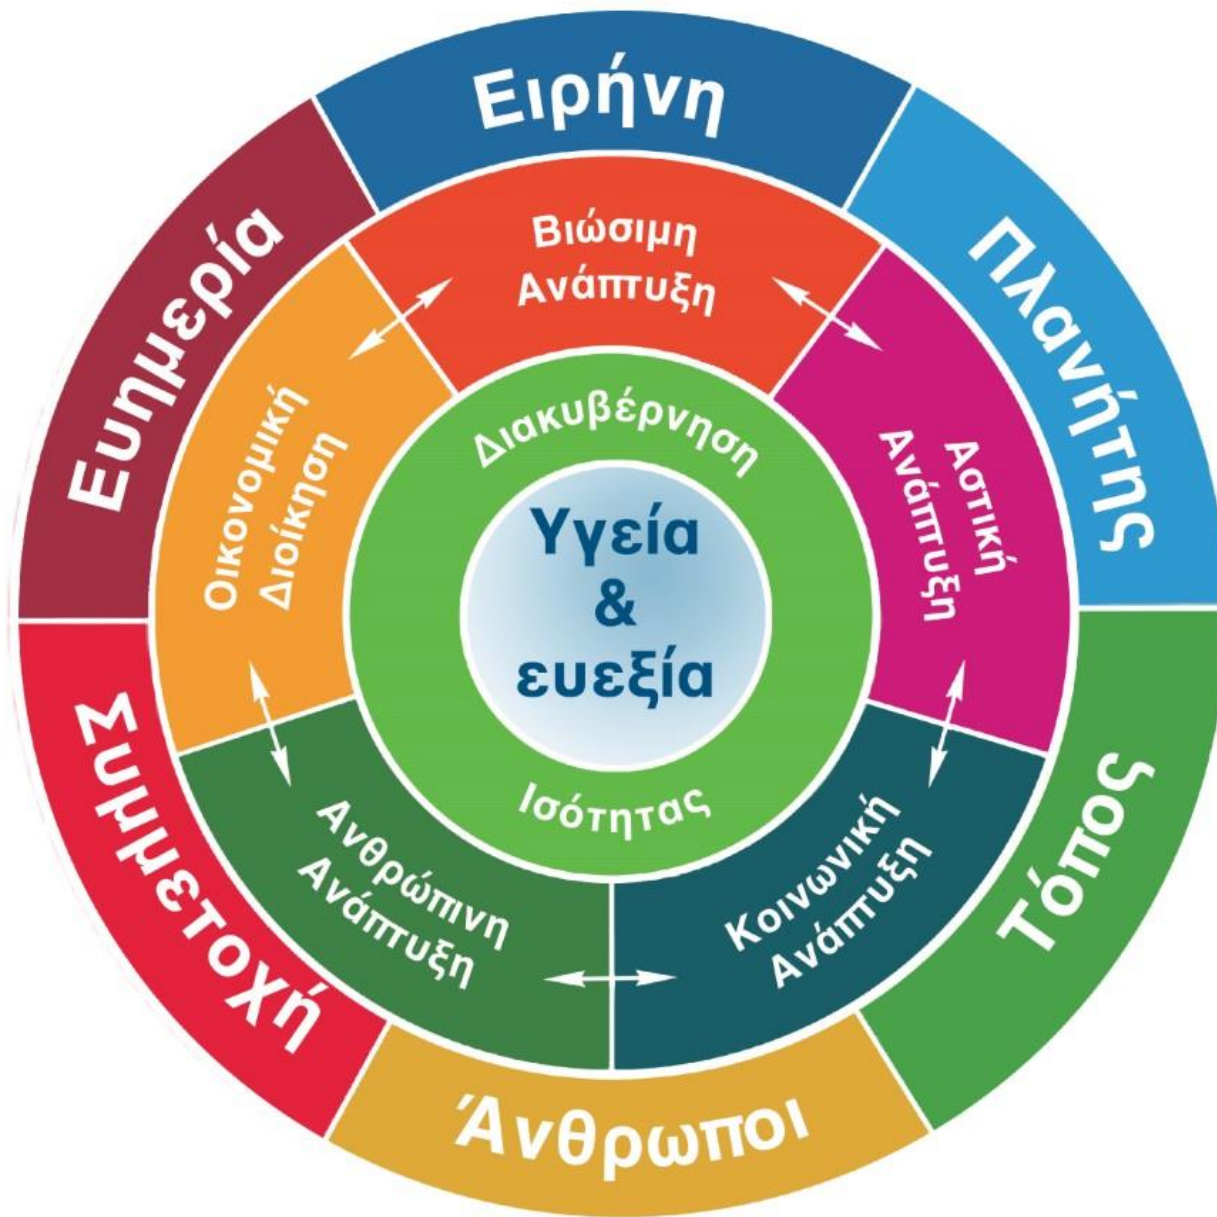 Ειρήνη
Πλανήτης
Τόπος
Άνθρωποι
Συμμετοχή
Ευημερία
Βιώσιμη
Ανάπτυξη
Αστική
Ανάπτυξη
Κοινωνική
Ανάπτυξη
Ανθρώπινη
Ανάπτυξη
Οικονομική
Διοίκηση
Διακυβέρνηση
Ισότητας
Υγεία
&
ευεξία